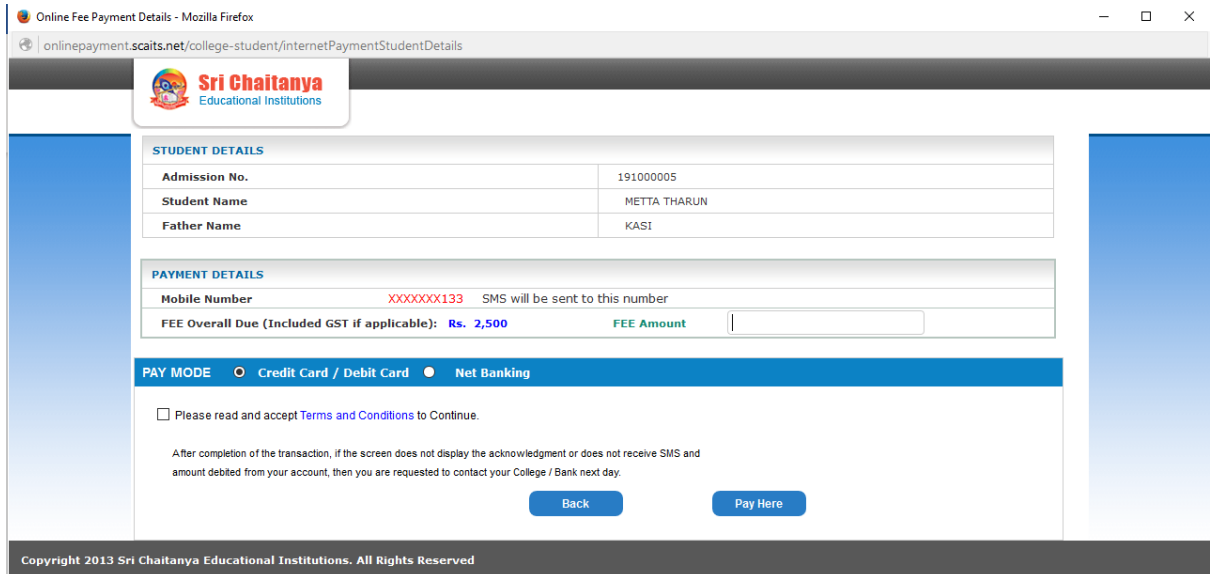 Online Fee Payment Details - Mozilla Firefox
onlinepayment.scaits.net/college-student/internetPaymentStudentDetails
Sri Chaitanya
Educational Institutions
STUDENT DETAILS
Admission No. 191000005
Student Name METTA THARUN
Father Name KASI
PAYMENT DETAILS
Mobile Number XXXXXXX133 SMS will be sent to this number
FEE Overall Due (Included GST if applicable): Rs. 2,500 FEE Amount
PAY MODE Credit Card / Debit Card Net Banking
Please read and accept Terms and Conditions to Continue.
After completion of the transaction, if the screen does not display the acknowledgment or does not receive SMS and
amount debited from your account, then you are requested to contact your College / Bank next day.
Back Pay Here
Copyright 2013 Sri Chaitanya Educational Institutions. All Rights Reserved